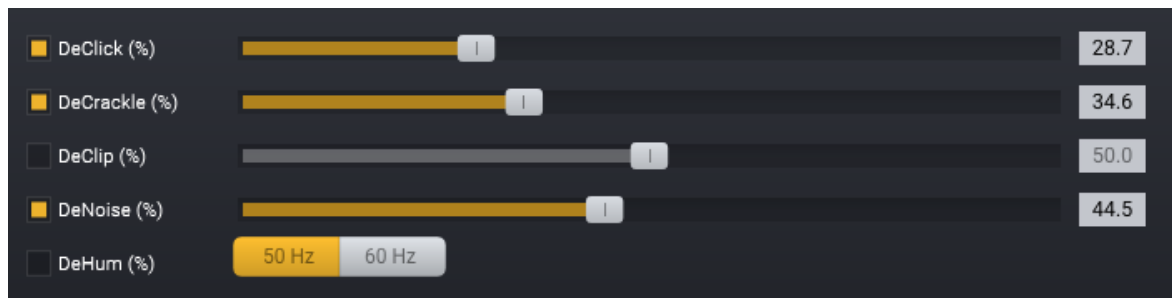 DeClick (%) 28.7
DeCrackle (%) 34.6
DeClip (%) 50.0
DeNoise (%) 44.5
DeHum (%) 50 Hz 60 Hz